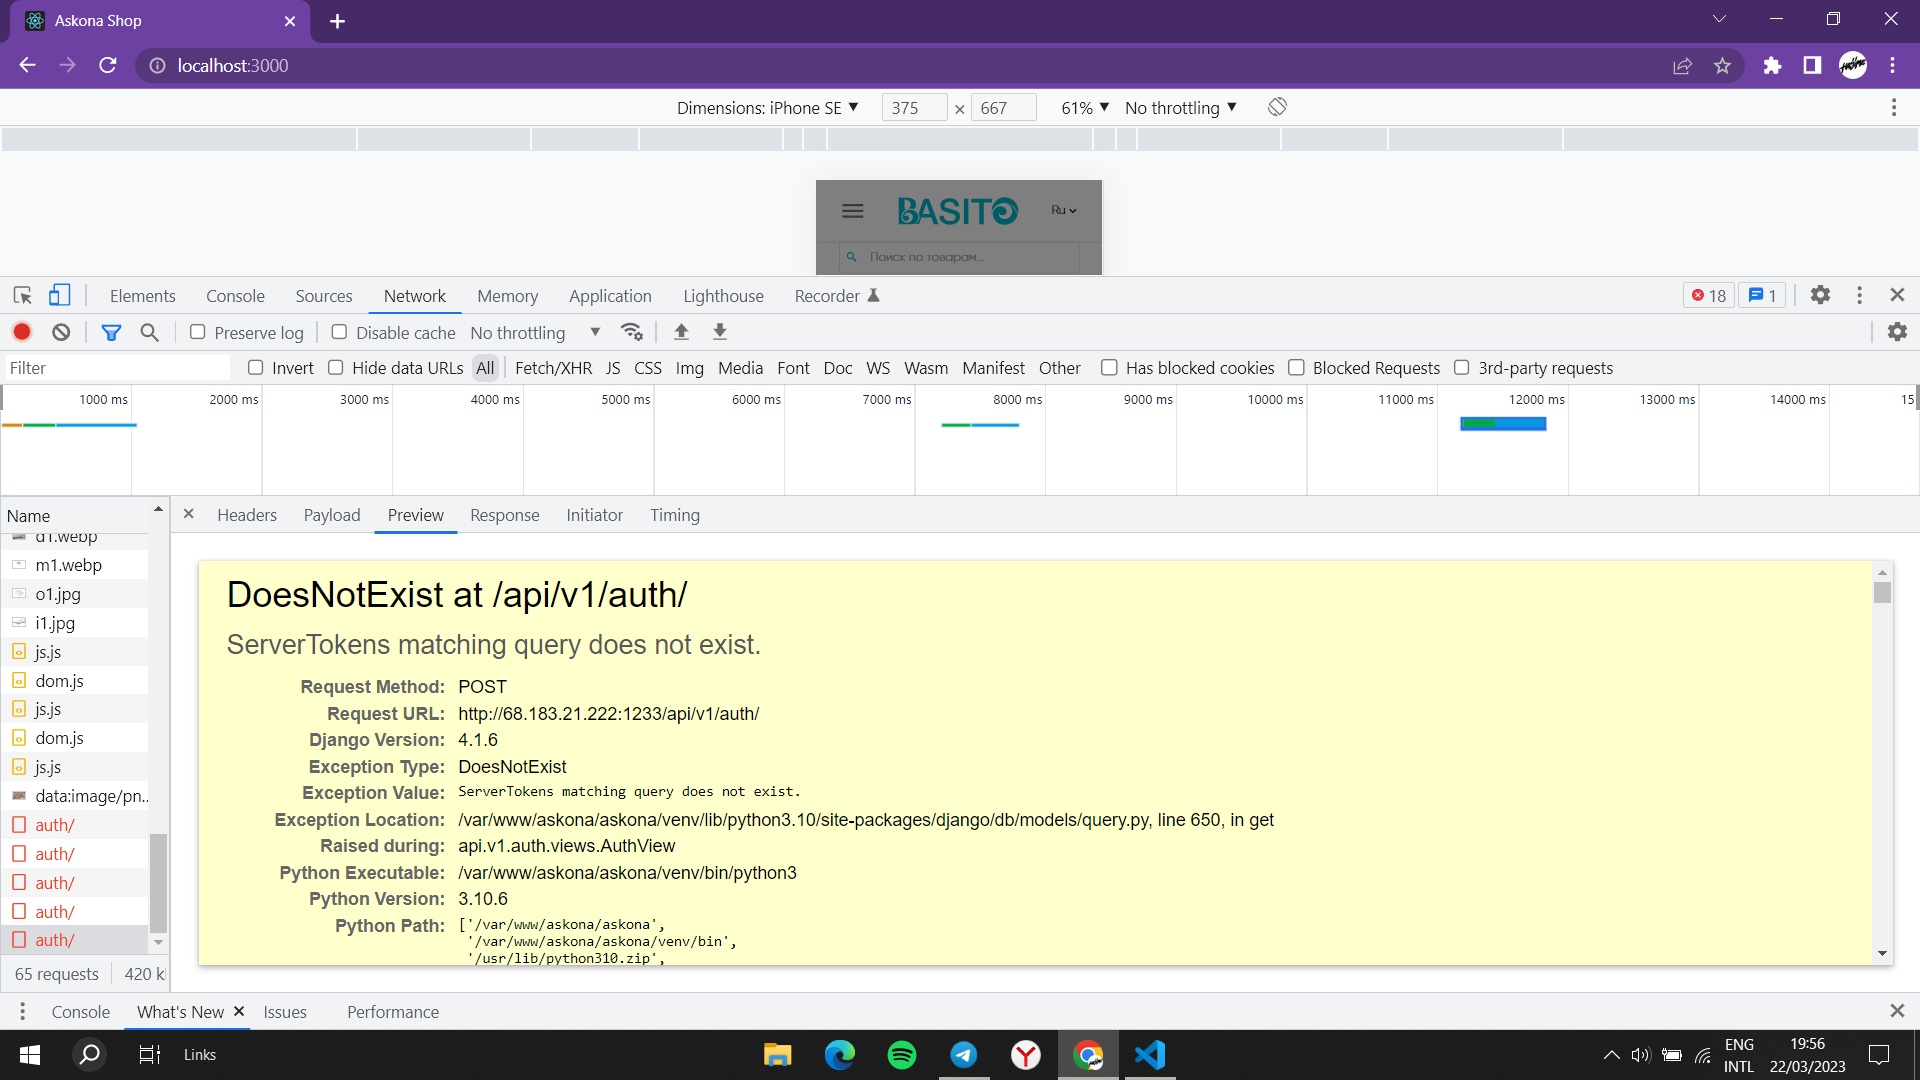 Askona Shop
localhost:3000
Dimensions: iPhone SE 375 × 667 61% No throttling
BASITO Ru
Поиск по товарам...
Elements Console Sources Network Memory Application Lighthouse Recorder 18 1
Preserve log Disable cache No throttling
Filter Invert Hide data URLs All Fetch/XHR JS CSS Img Media Font Doc WS Wasm Manifest Other Has blocked cookies Blocked Requests 3rd-party requests
1000 ms 2000 ms 3000 ms 4000 ms 5000 ms 6000 ms 7000 ms 8000 ms 9000 ms 10000 ms 11000 ms 12000 ms 13000 ms 14000 ms 15
Name
d1.webp
m1.webp
o1.jpg
i1.jpg
js.js
dom.js
js.js
dom.js
js.js
data:image/pn...
auth/
auth/
auth/
auth/
auth/
65 requests 420 k
Headers Payload Preview Response Initiator Timing
DoesNotExist at /api/v1/auth/
ServerTokens matching query does not exist.
Request Method: POST
Request URL: http://68.183.21.222:1233/api/v1/auth/
Django Version: 4.1.6
Exception Type: DoesNotExist
Exception Value: ServerTokens matching query does not exist.
Exception Location: /var/www/askona/askona/venv/lib/python3.10/site-packages/django/db/models/query.py, line 650, in get
Raised during: api.v1.auth.views.AuthView
Python Executable: /var/www/askona/askona/venv/bin/python3
Python Version: 3.10.6
Python Path: ['/var/www/askona/askona',
'/var/www/askona/askona/venv/bin',
'/usr/lib/python310.zip',
Console What's New Issues Performance
Links
ENG
INTL
19:56
22/03/2023